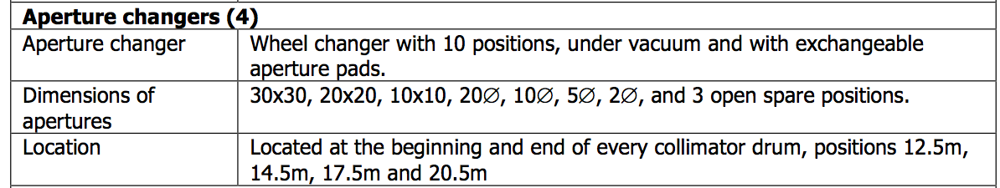 Aperture changers (4)
Aperture changer
Wheel changer with 10 positions, under vacuum and with exchangeable
aperture pads.
Dimensions of
apertures
30x30, 20x20, 10x10, 20∅, 10∅, 5∅, 2∅, and 3 open spare positions.
Location
Located at the beginning and end of every collimator drum, positions 12.5m,
14.5m, 17.5m and 20.5m